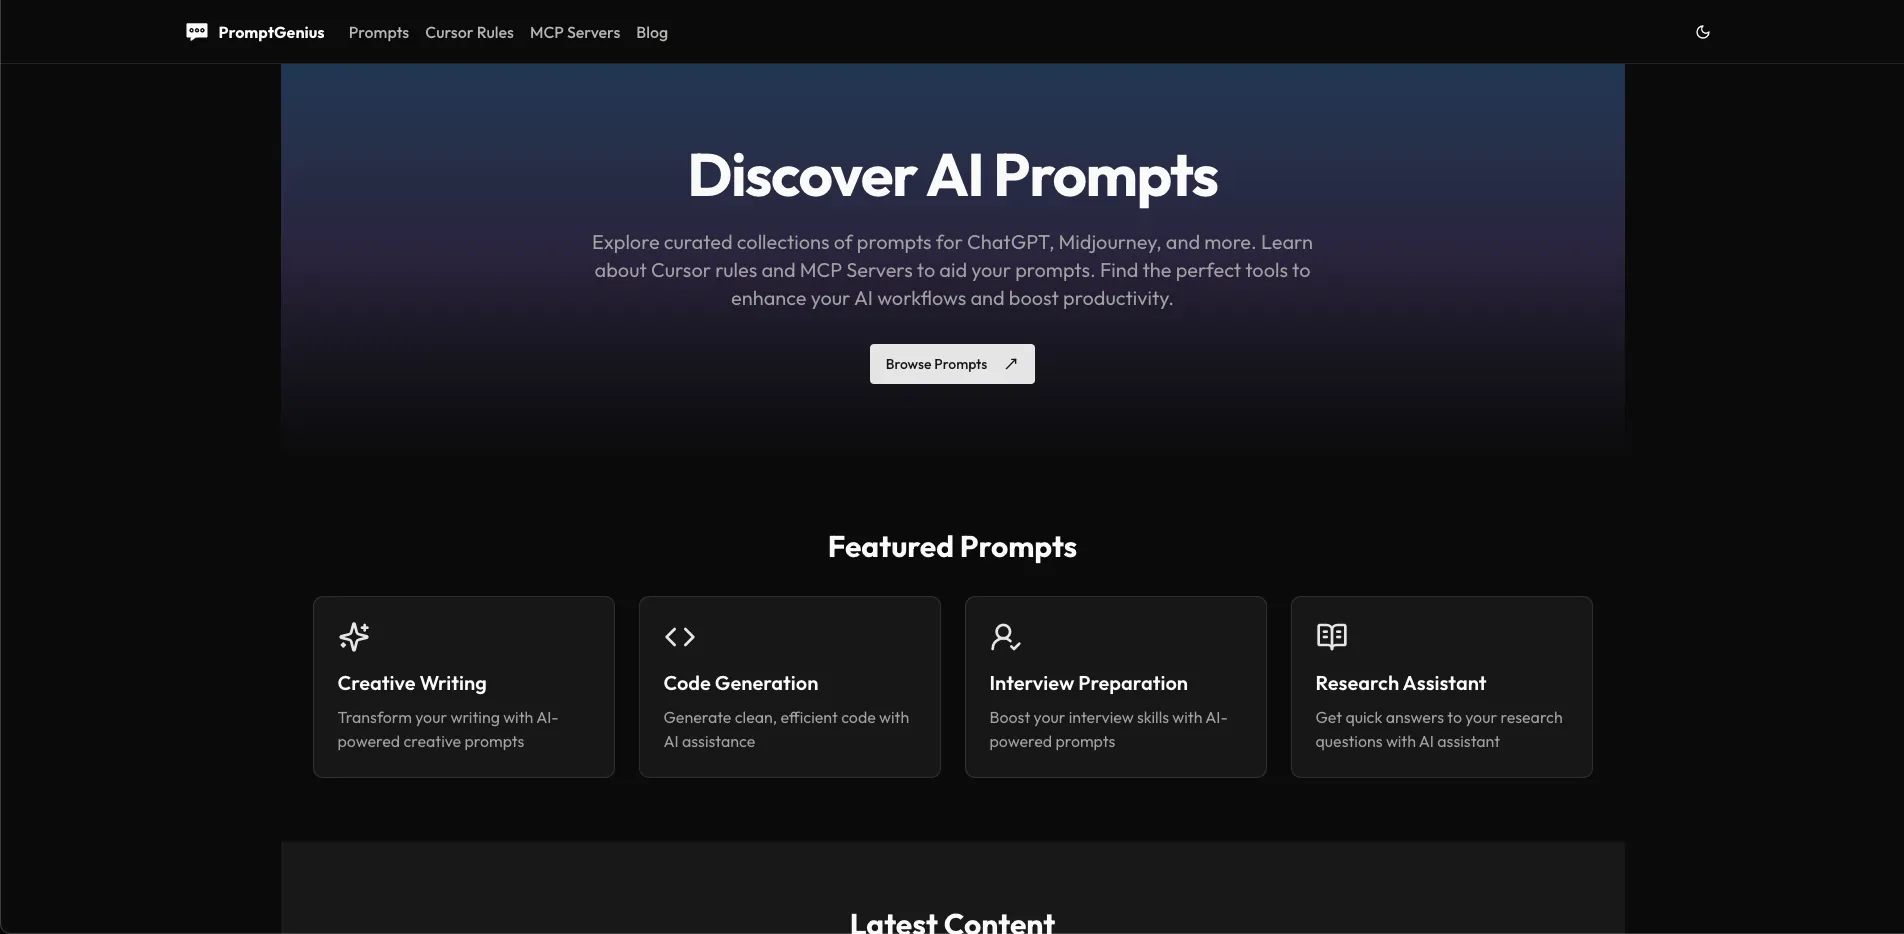 PromptGenius Prompts Cursor Rules MCP Servers Blog
Discover AI Prompts
Explore curated collections of prompts for ChatGPT, Midjourney, and more. Learn
about Cursor rules and MCP Servers to aid your prompts. Find the perfect tools to
enhance your AI workflows and boost productivity.
Browse Prompts
Featured Prompts
Creative Writing
Transform your writing with AI-
powered creative prompts
Code Generation
Generate clean, efficient code with
AI assistance
Interview Preparation
Boost your interview skills with AI-
powered prompts
Research Assistant
Get quick answers to your research
questions with AI assistant
Latest Content